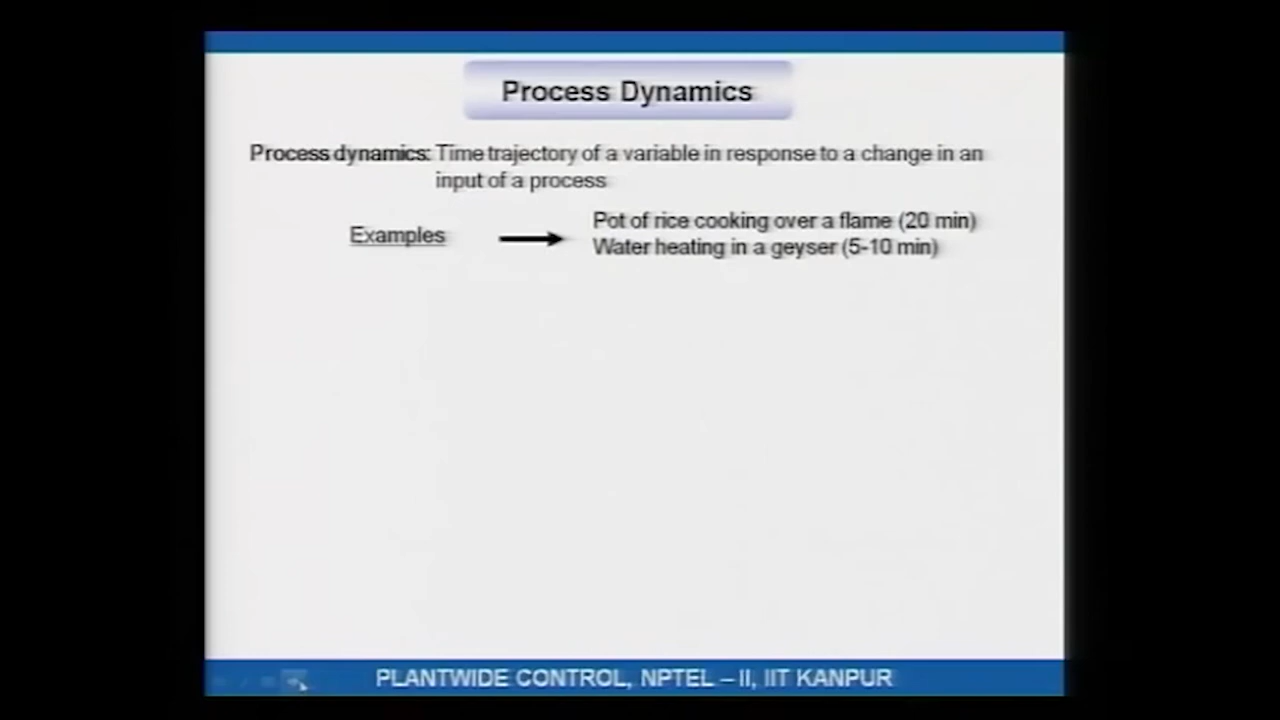 Process Dynamics
Process dynamics: Time trajectory of a variable in response to a change in an
input of a process
Examples
Pot of rice cooking over a flame (20 min)
Water heating in a geyser (5-10 min)
PLANTWIDE CONTROL, NPTEL – II, IIT KANPUR